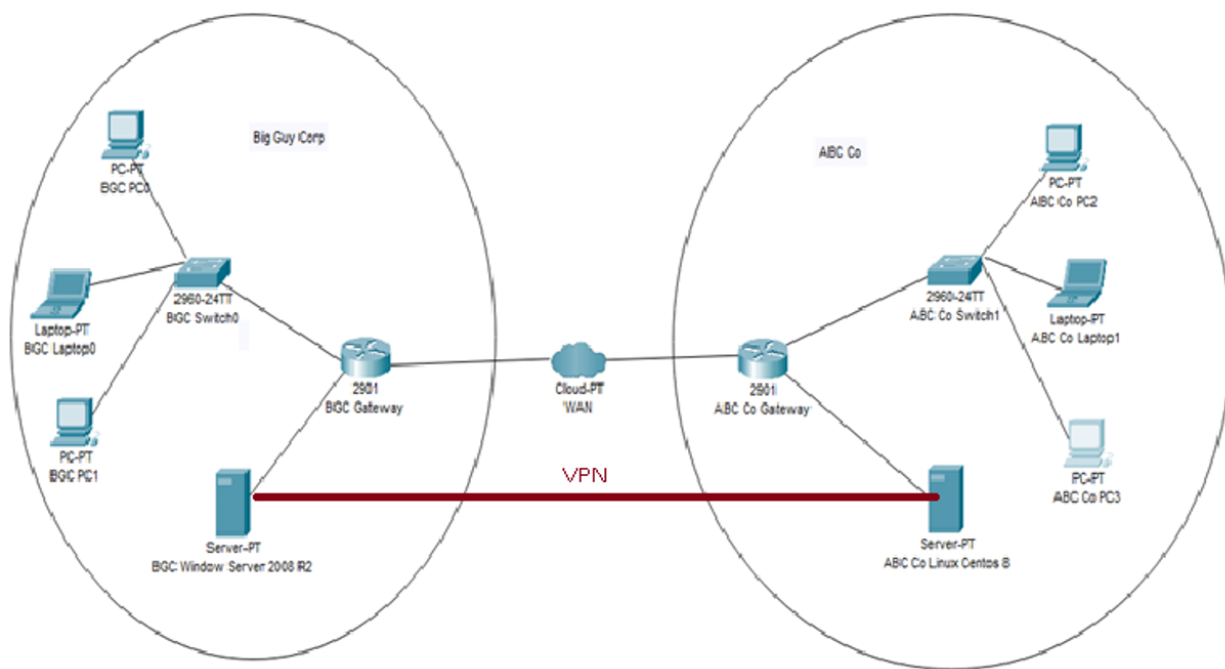 Big Guy Corp
ABC Co
PC-PT
BGC PC0
PC-PT
ABC Co PC2
2960-24TT
BGC Switch0
2960-24TT
ABC Co Switch1
Laptop-PT
BGC Laptop0
Laptop-PT
ABC Co Laptop1
2901
BGC Gateway
Cloud-PT
WAN
2901
ABC Co Gateway
PC-PT
BGC PC1
VPN
PC-PT
ABC Co PC3
Server-PT
BGC Window Server 2008 R2
Server-PT
ABC Co Linux Centos 8